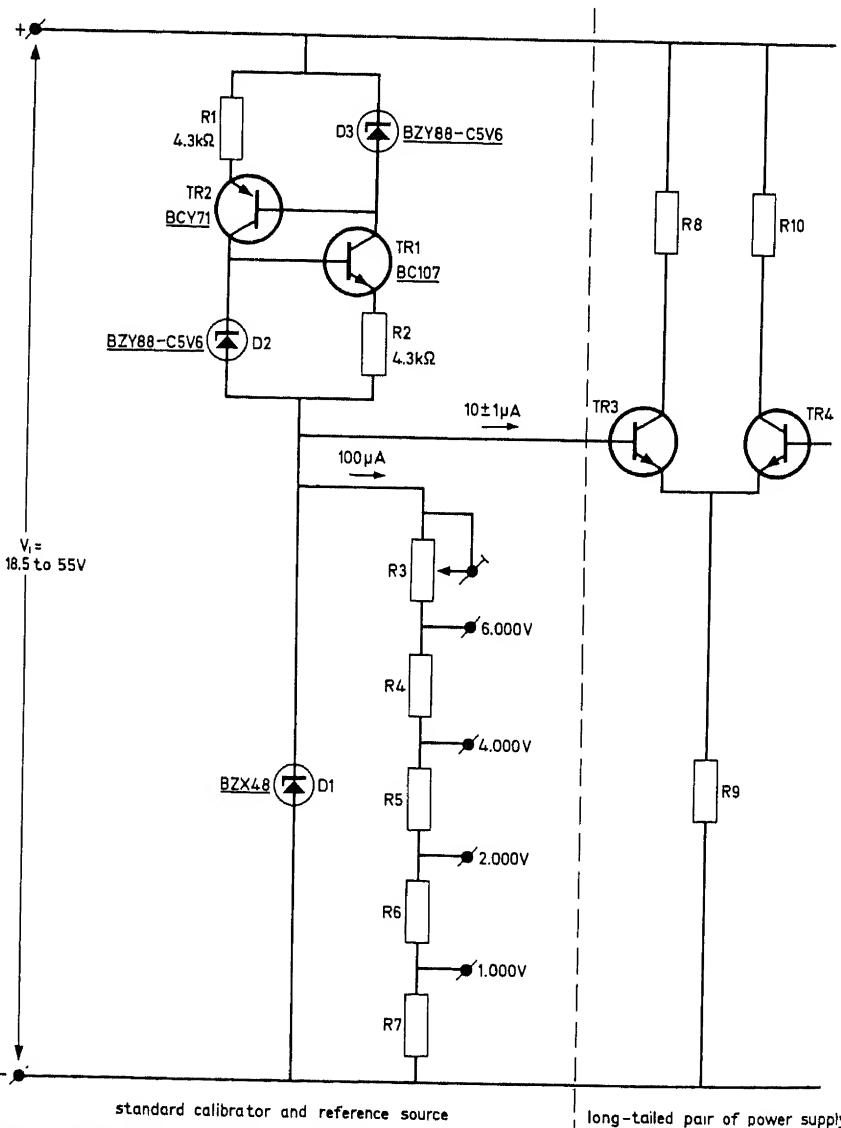 +
R1
4.3kΩ
D3
BZY88-C5V6
TR2
BCY71
TR1
BC107
R8
R10
BZY88-C5V6
D2
R2
4.3kΩ
10±1μA
TR3
TR4
100μA
V₁=
18.5 to 55V
R3
6.000V
R4
4.000V
BZX48
D1
R5
R9
2.000V
R6
1.000V
R7
-
standard calibrator and reference source
long-tailed pair of power supply